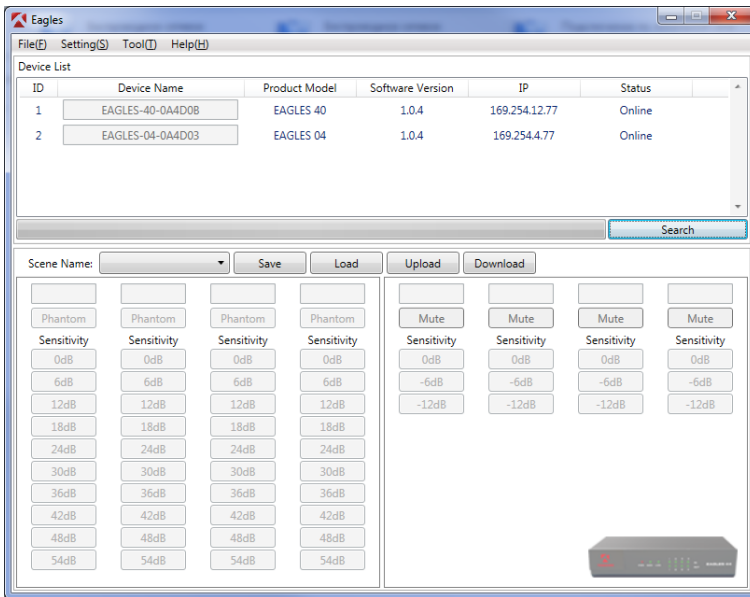 Eagles
File(F) Setting(S) Tool(T) Help(H)
Device List
ID Device Name Product Model Software Version IP Status
1 EAGLES-40-0A4D0B EAGLES 40 1.0.4 169.254.12.77 Online
2 EAGLES-04-0A4D03 EAGLES 04 1.0.4 169.254.4.77 Online
Search
Scene Name: Save Load Upload Download
Phantom Phantom Phantom Phantom Mute Mute Mute Mute
Sensitivity Sensitivity Sensitivity Sensitivity Sensitivity Sensitivity Sensitivity Sensitivity
0dB 0dB 0dB 0dB 0dB 0dB 0dB 0dB
6dB 6dB 6dB 6dB -6dB -6dB -6dB -6dB
12dB 12dB 12dB 12dB -12dB -12dB -12dB -12dB
18dB 18dB 18dB 18dB
24dB 24dB 24dB 24dB
30dB 30dB 30dB 30dB
36dB 36dB 36dB 36dB
42dB 42dB 42dB 42dB
48dB 48dB 48dB 48dB
54dB 54dB 54dB 54dB